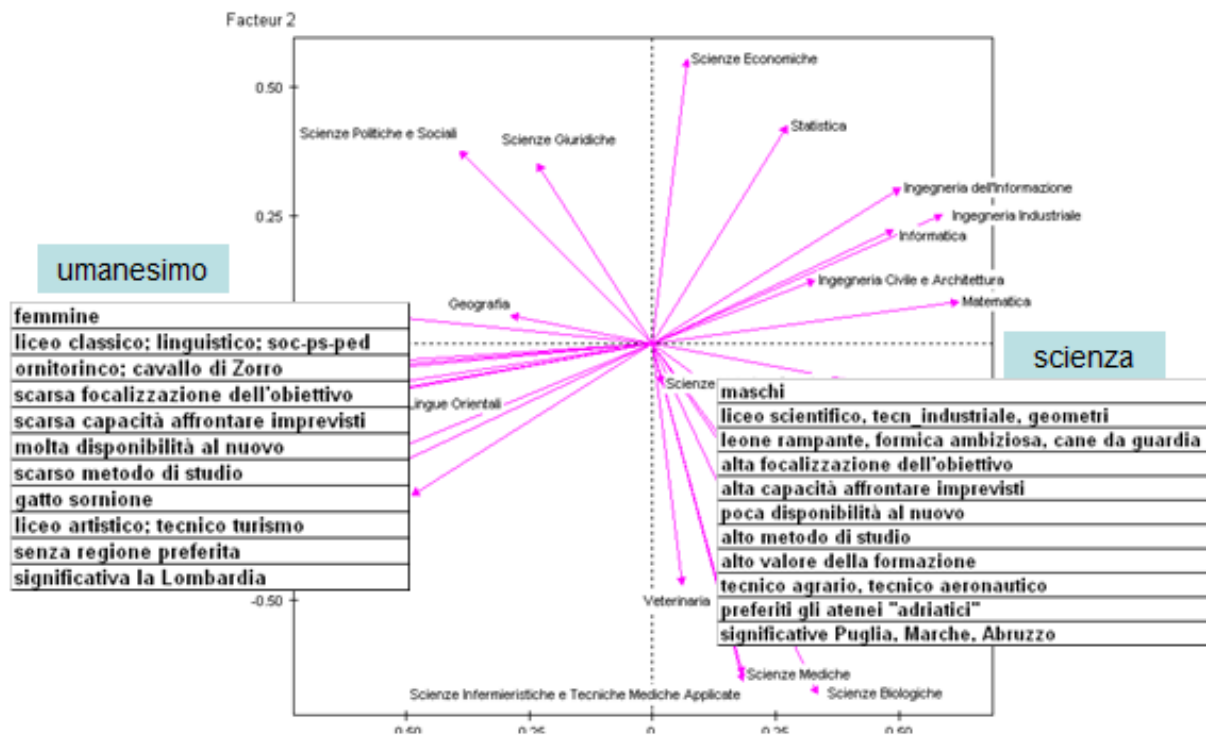 Facteur 2
Scienze Economiche
0.50
Statistica
Scienze Politiche e Sociali
Scienze Giuridiche
Ingegneria dell'Informazione
0.25
Ingegneria Industriale
Informatica
umanesimo
Ingegneria Civile e Architettura
Geografia
Matematica
femmine
liceo classico; linguistico; soc-ps-ped
ornitorinco; cavallo di Zorro
scarsa focalizzazione dell'obiettivo
scarsa capacità affrontare imprevisti
molta disponibilità al nuovo
scarso metodo di studio
gatto sornione
liceo artistico; tecnico turismo
senza regione preferita
significativa la Lombardia
0
scienza
Scienze
Lingue Orientali
maschi
liceo scientifico, tecn_industriale, geometri
leone rampante, formica ambiziosa, cane da guardia
alta focalizzazione dell'obiettivo
alta capacità affrontare imprevisti
poca disponibilità al nuovo
alto metodo di studio
alto valore della formazione
tecnico agrario, tecnico aeronautico
preferiti gli atenei "adriatici"
significative Puglia, Marche, Abruzzo
-0.50
Veterinaria
Scienze Mediche
Scienze Infermieristiche e Tecniche Mediche Applicate
Scienze Biologiche
0.50
0.25
0
0.25
0.50